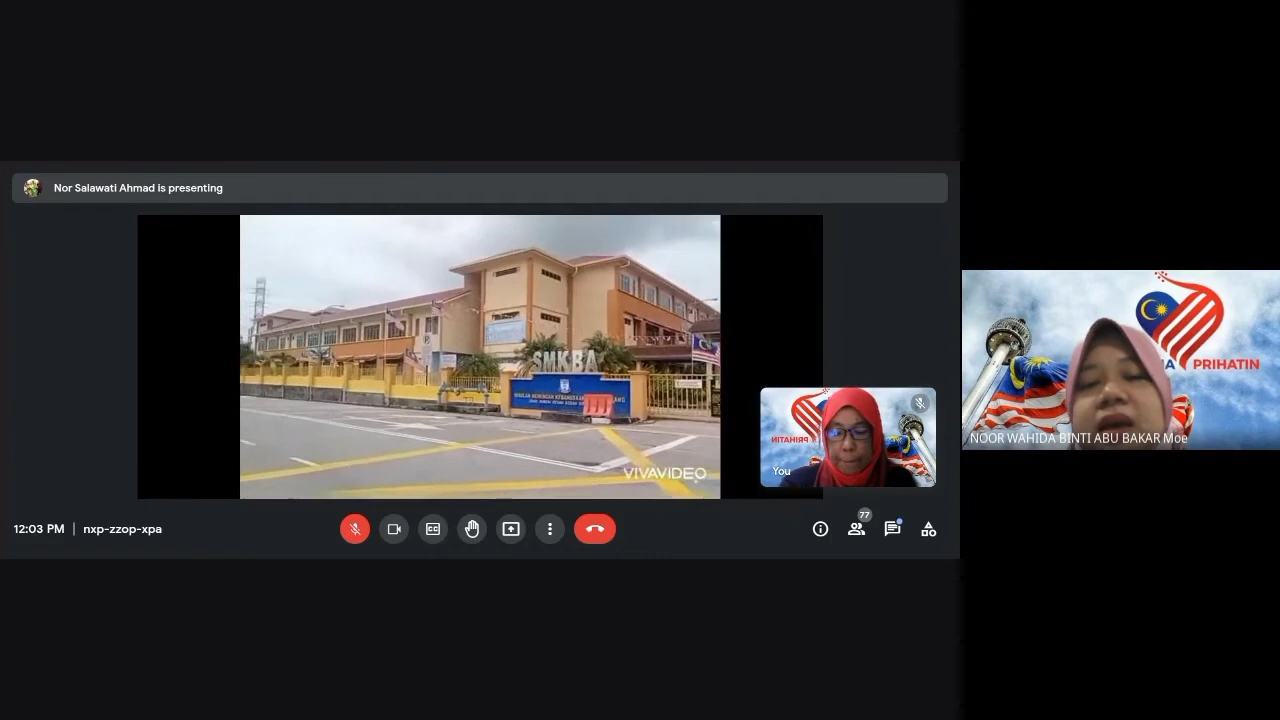 Nor Salawati Ahmad is presenting
SMKBA
VIVAVIDEO
PRIHATIN
You
A PRIHATIN
NOOR WAHIDA BINTI ABU BAKAR Moe
12:03 PM | nxp-zzop-xpa
CC
77